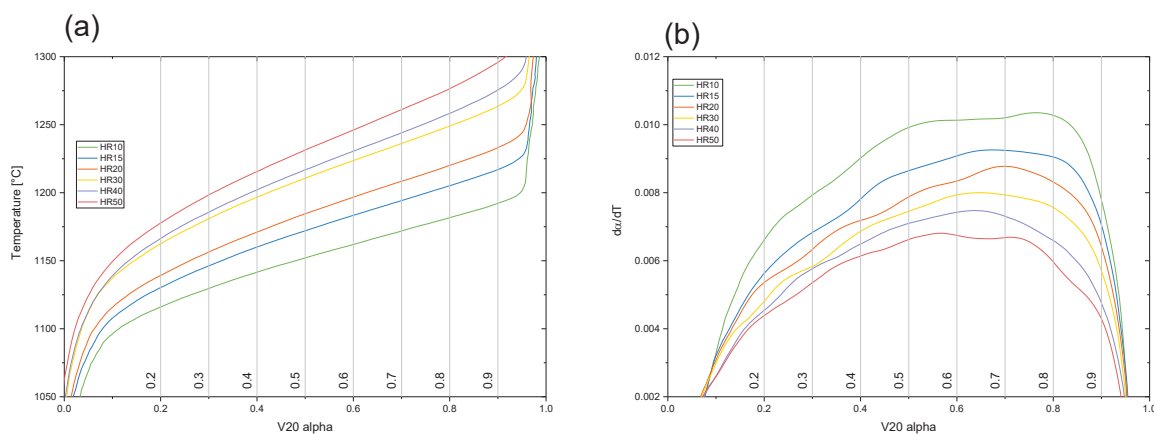 (a)
Temperature [°C]
1300
1250
1200
1150
1100
1050
HR10
HR15
HR20
HR30
HR40
HR50
0.2
0.3
0.4
0.5
0.6
0.7
0.8
0.9
0.0
0.2
0.4
0.6
0.8
1.0
V20 alpha
(b)
dα/dT
0.012
0.010
0.008
0.006
0.004
0.002
HR10
HR15
HR20
HR30
HR40
HR50
0.2
0.3
0.4
0.5
0.6
0.7
0.8
0.9
0.0
0.2
0.4
0.6
0.8
1.0
V20 alpha